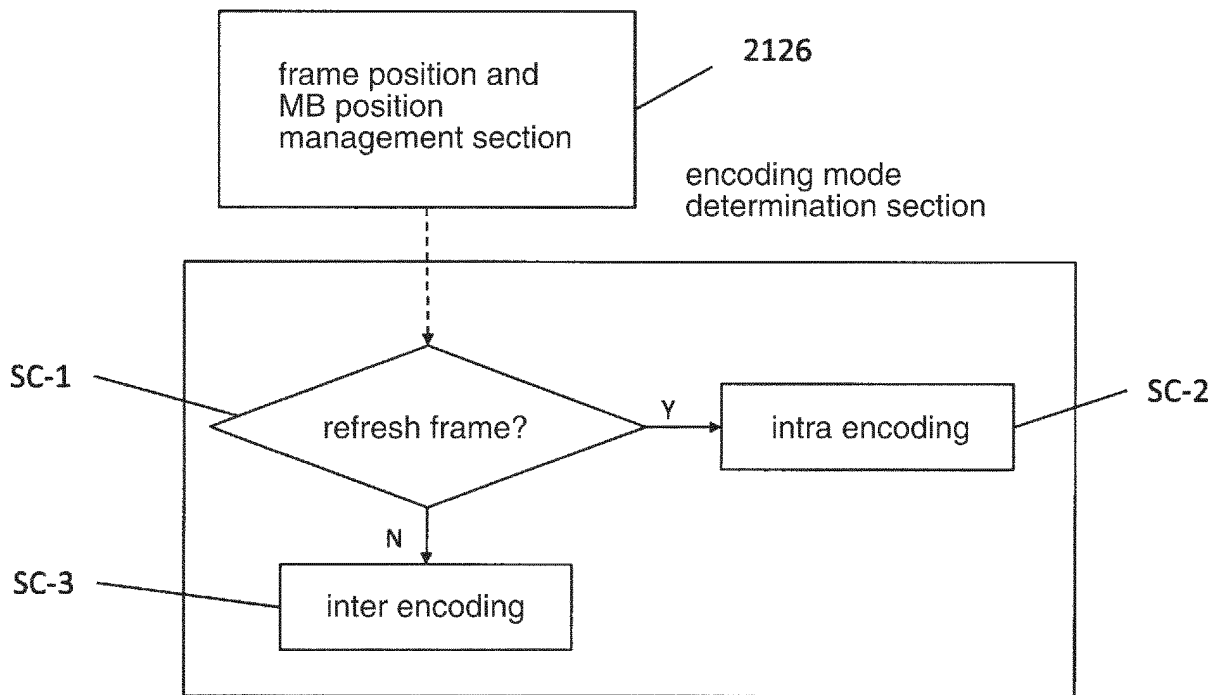 2126
frame position and
MB position
management section
encoding mode
determination section
SC-1
refresh frame?
Y
intra encoding
SC-2
N
SC-3
inter encoding